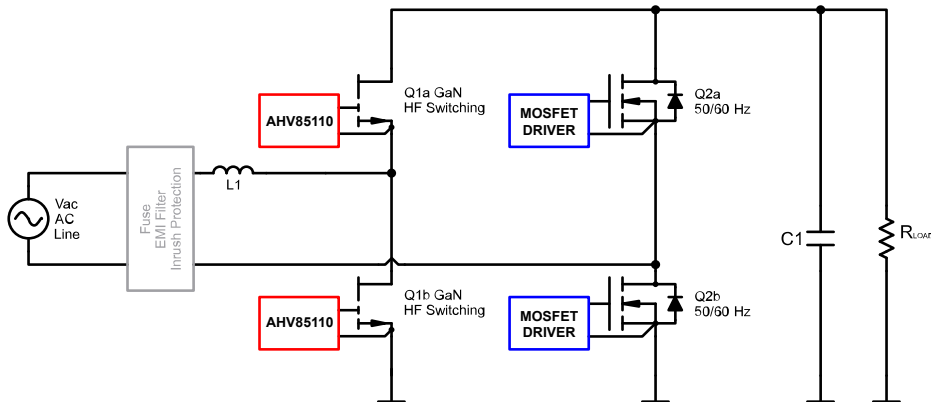 Q1a GaN
HF Switching
AHV85110
MOSFET
DRIVER
Q2a
50/60 Hz
Vac
AC
Line
Fuse
EMI Filter
Inrush Protection
L1
C1
RLOAD
Q1b GaN
HF Switching
AHV85110
MOSFET
DRIVER
Q2b
50/60 Hz